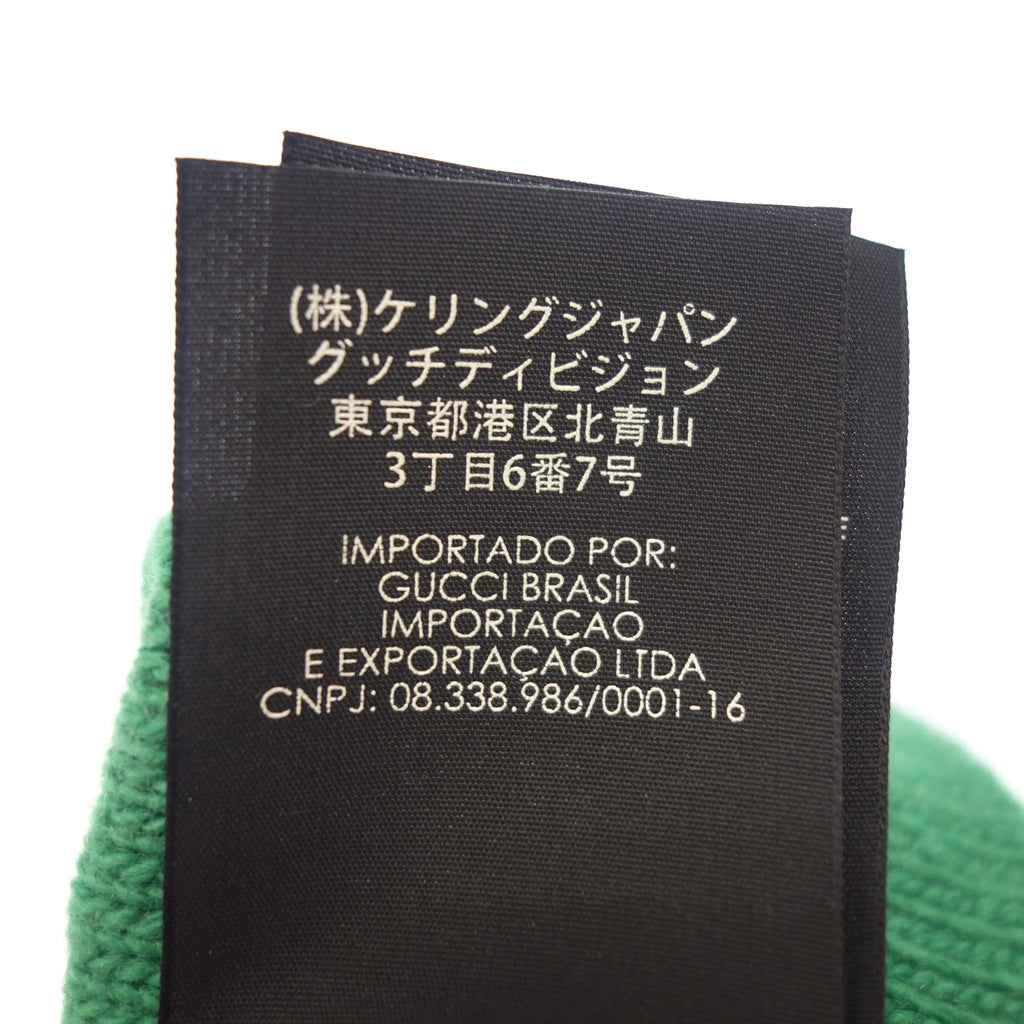 (株)ケリングジャパン
グッチディビジョン
東京都港区北青山
3丁目6番7号
IMPORTADO POR:
GUCCI BRASIL
IMPORTAÇAO
E EXPORTAÇAO LTDA
CNPJ: 08.338.986/0001-16